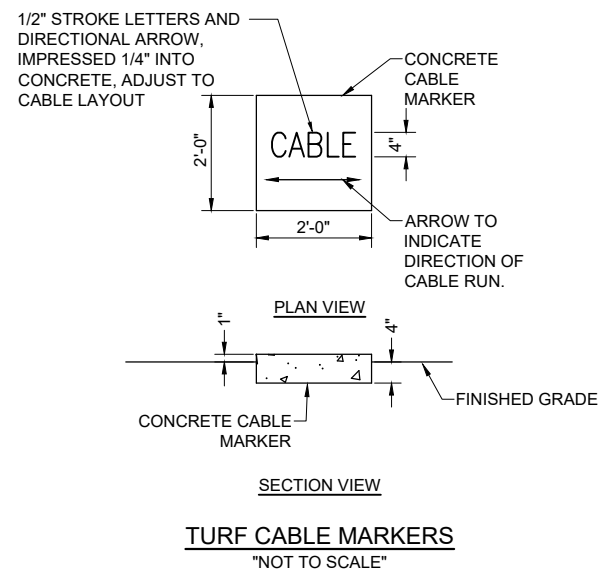 1/2" STROKE LETTERS AND
DIRECTIONAL ARROW,
IMPRESSED 1/4" INTO
CONCRETE, ADJUST TO
CABLE LAYOUT
CONCRETE
CABLE
MARKER
CABLE
4"
2'-0"
2'-0"
ARROW TO
INDICATE
DIRECTION OF
CABLE RUN.
PLAN VIEW
1"
4"
FINISHED GRADE
CONCRETE CABLE
MARKER
SECTION VIEW
TURF CABLE MARKERS
"NOT TO SCALE"